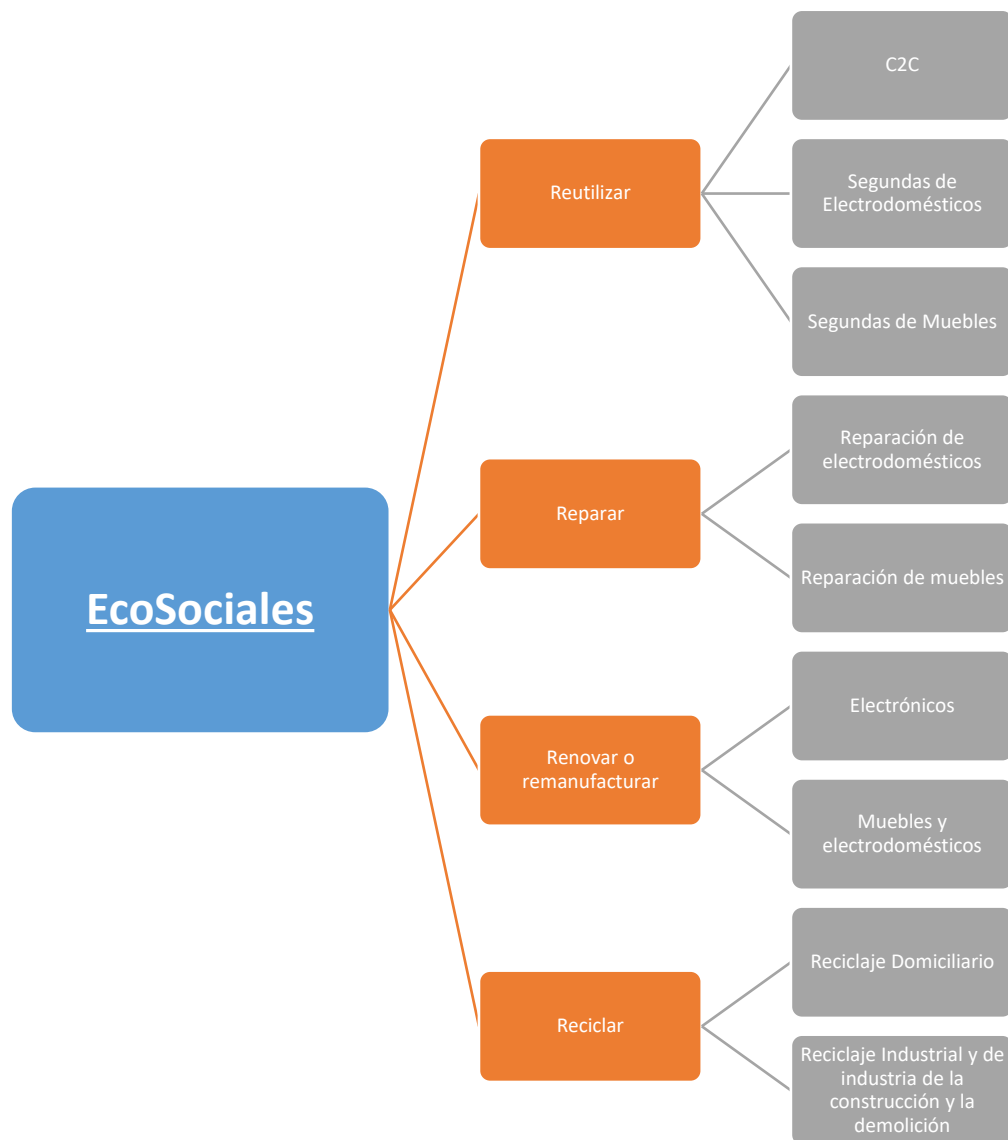 EcoSociales
Reutilizar
C2C
Segundas de
Electrodomésticos
Segundas de Muebles
Reparar
Reparación de
electrodomésticos
Reparación de muebles
Renovar o
remanufacturar
Electrónicos
Muebles y
electrodomésticos
Reciclar
Reciclaje Domiciliario
Reciclaje Industrial y de
industria de la
construcción y la
demolición